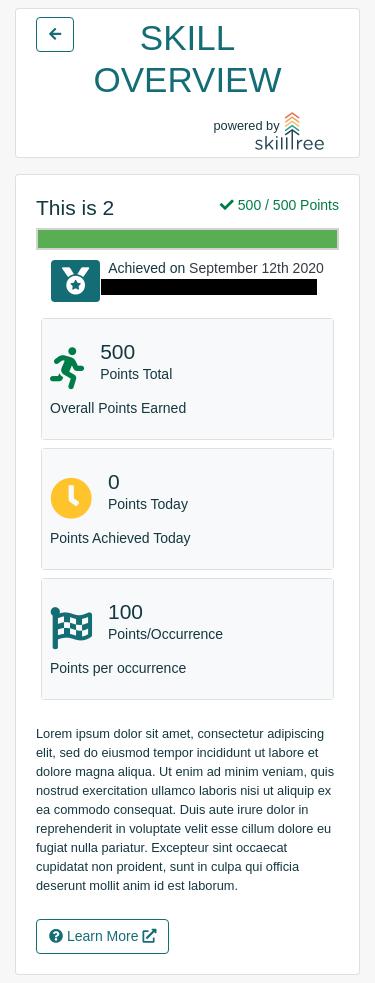 SKILL
OVERVIEW
powered by
skilltree
This is 2
500 / 500 Points
Achieved on September 12th 2020
500
Points Total
Overall Points Earned
0
Points Today
Points Achieved Today
100
Points/Occurrence
Points per occurrence
Lorem ipsum dolor sit amet, consectetur adipiscing
elit, sed do eiusmod tempor incididunt ut labore et
dolore magna aliqua. Ut enim ad minim veniam, quis
nostrud exercitation ullamco laboris nisi ut aliquip ex
ea commodo consequat. Duis aute irure dolor in
reprehenderit in voluptate velit esse cillum dolore eu
fugiat nulla pariatur. Excepteur sint occaecat
cupidatat non proident, sunt in culpa qui officia
deserunt mollit anim id est laborum.
Learn More